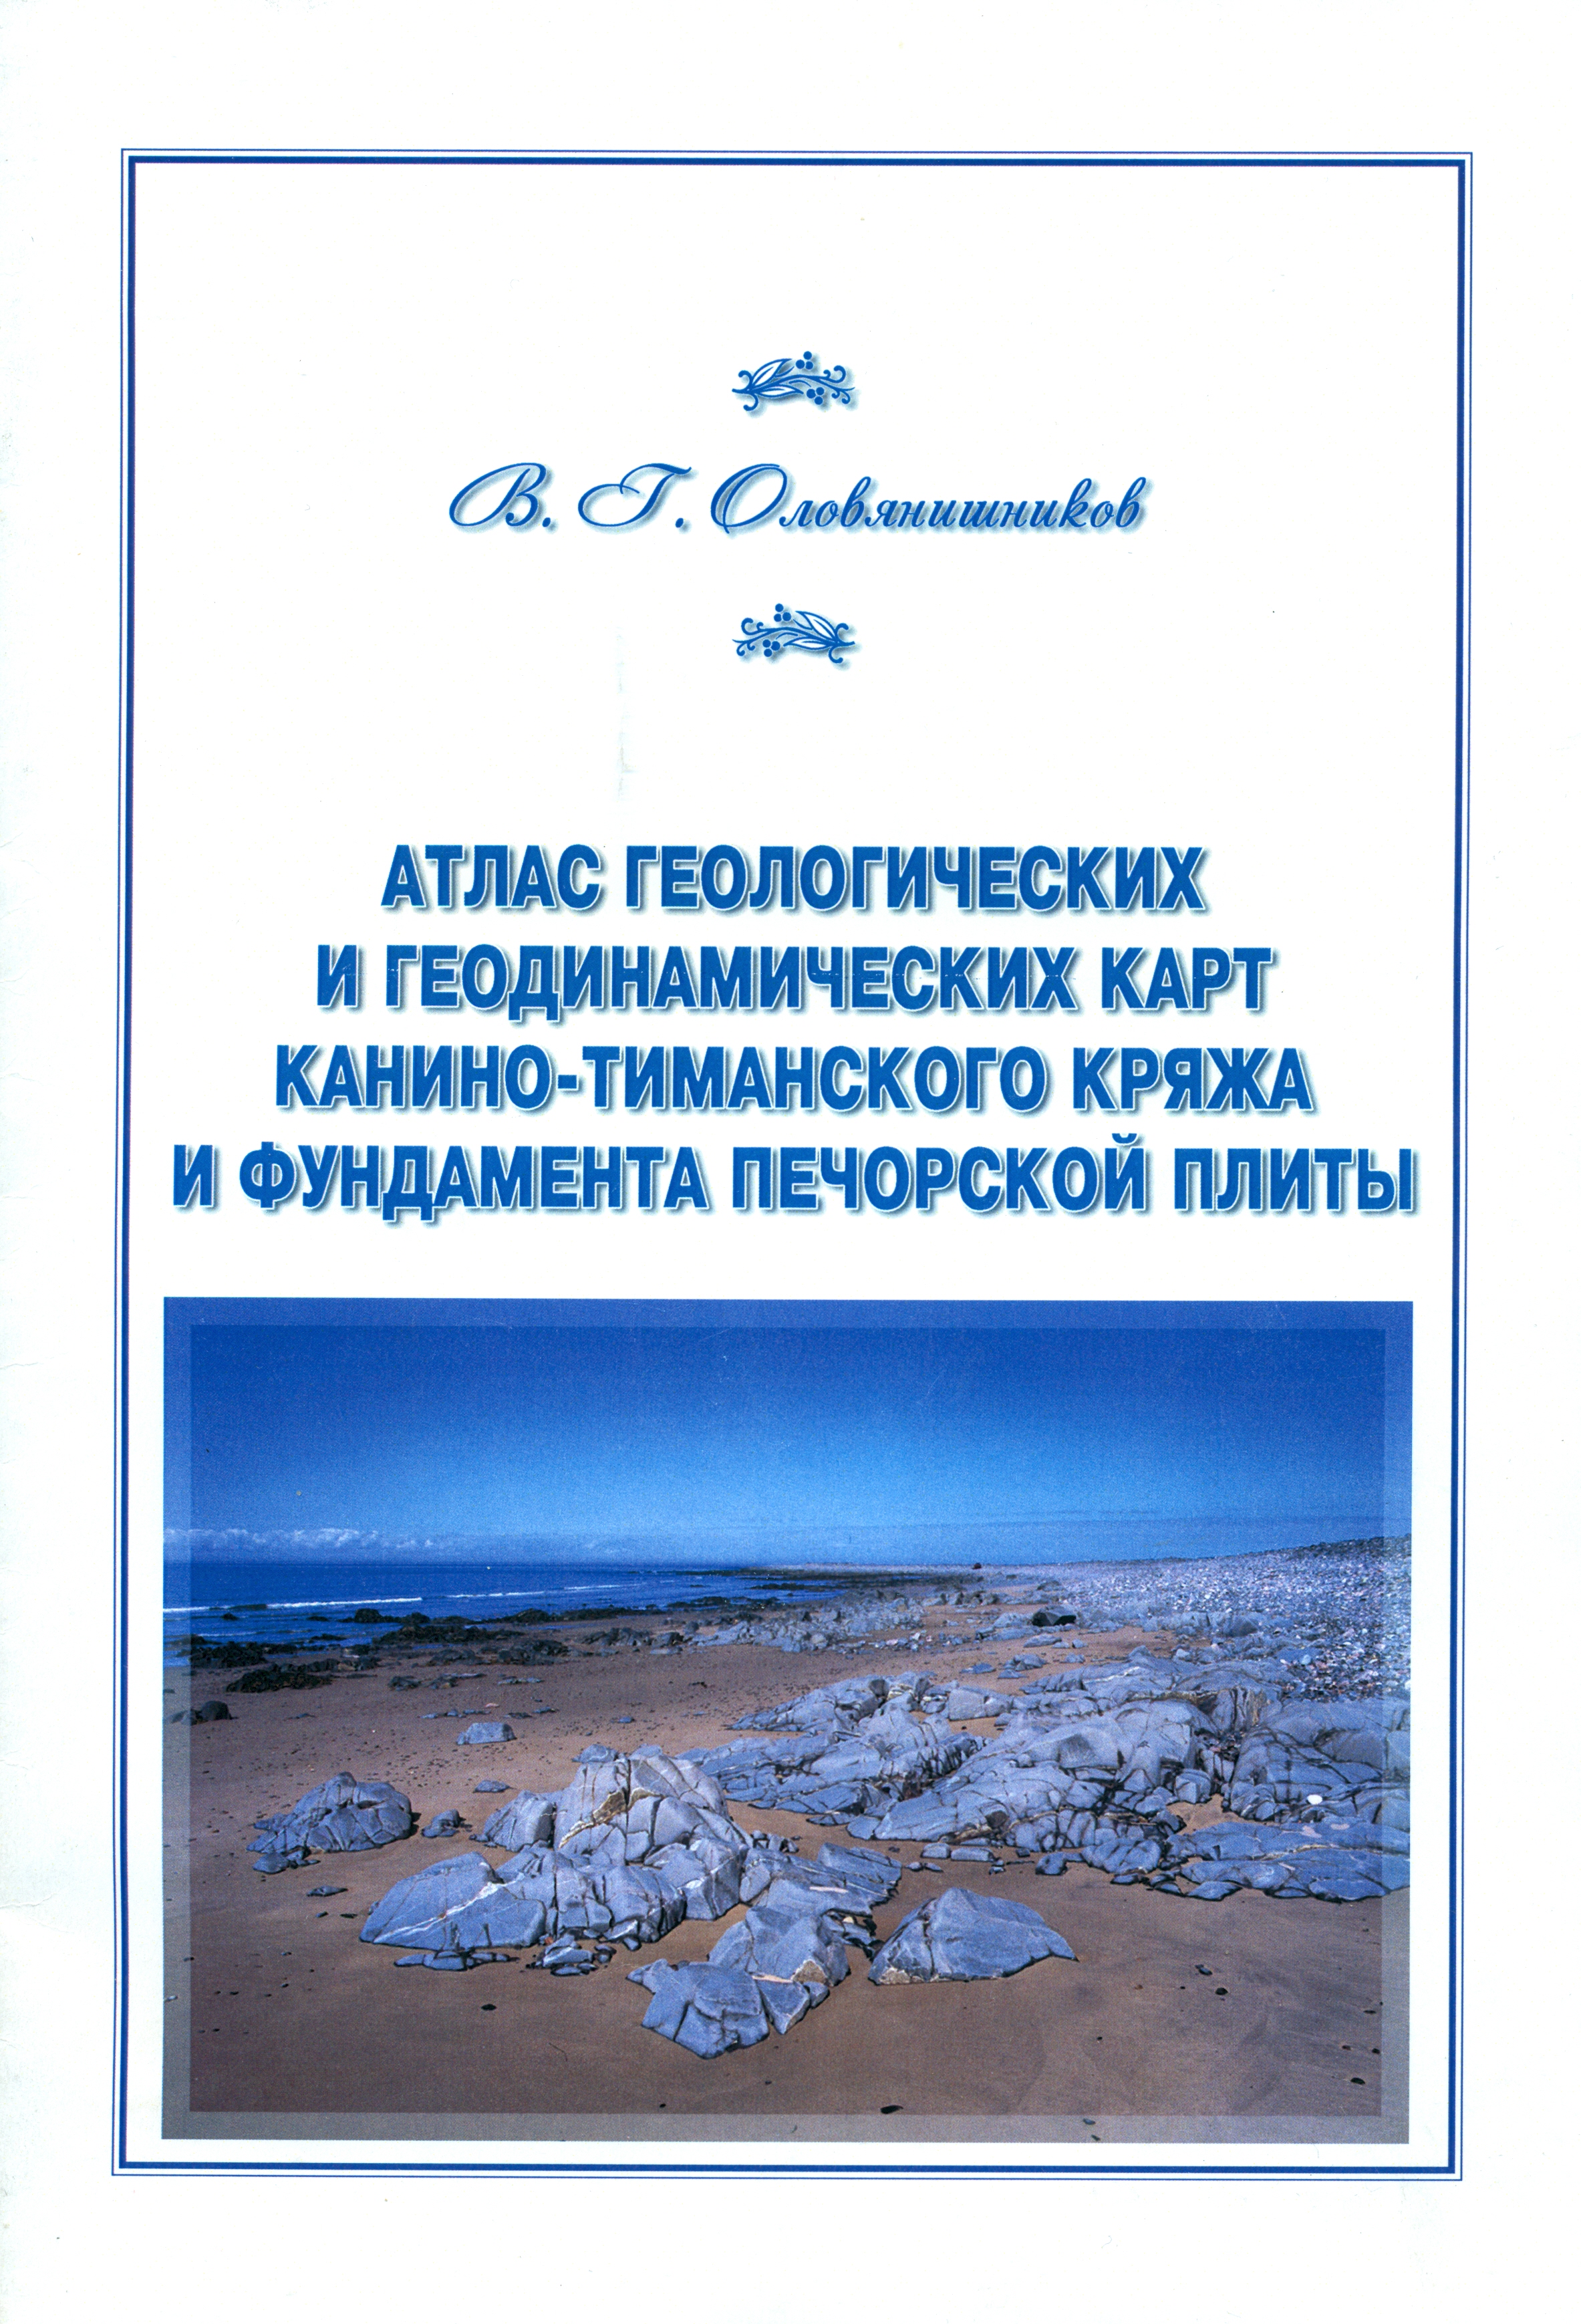 В. Г. Оловянишников
АТЛАС ГЕОЛОГИЧЕСКИХ
И ГЕОДИНАМИЧЕСКИХ КАРТ
КАНИНО-ТИМАНСКОГО КРЯЖА
И ФУНДАМЕНТА ПЕЧОРСКОЙ ПЛИТЫ